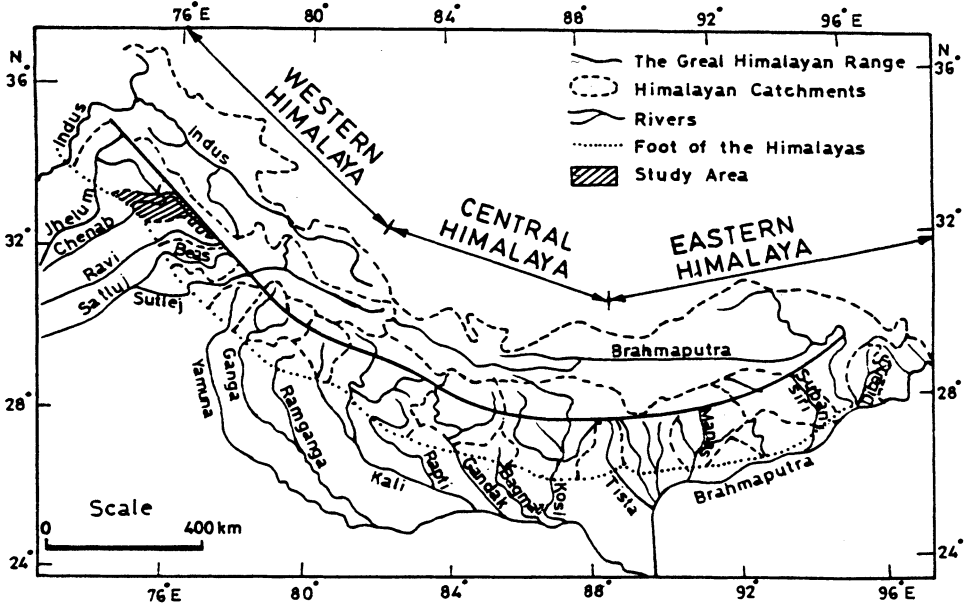 76°E 80° 84° 88° 92° 96°E
N
36°
32°
28°
24°
N
36°
32°
28°
24°
The Greal Himalayan Range
Himalayan Catchments
Rivers
Foot of the Himalayas
Study Area
WESTERN
HIMALAYA
CENTRAL
HIMALAYA
EASTERN
HIMALAYA
Indus
Indus
Jhelum
Chenab
Ravi
Beas
Satluj
Sutlej
Yamuna
Ganga
Ramganga
Kali
Rapti
Gandak
Bagmati
Kosi
Tista
Manas
Subansiri
Dibang
Brahmaputra
Brahmaputra
Scale
0 400 km
76°E 80° 84° 88° 92° 96°E